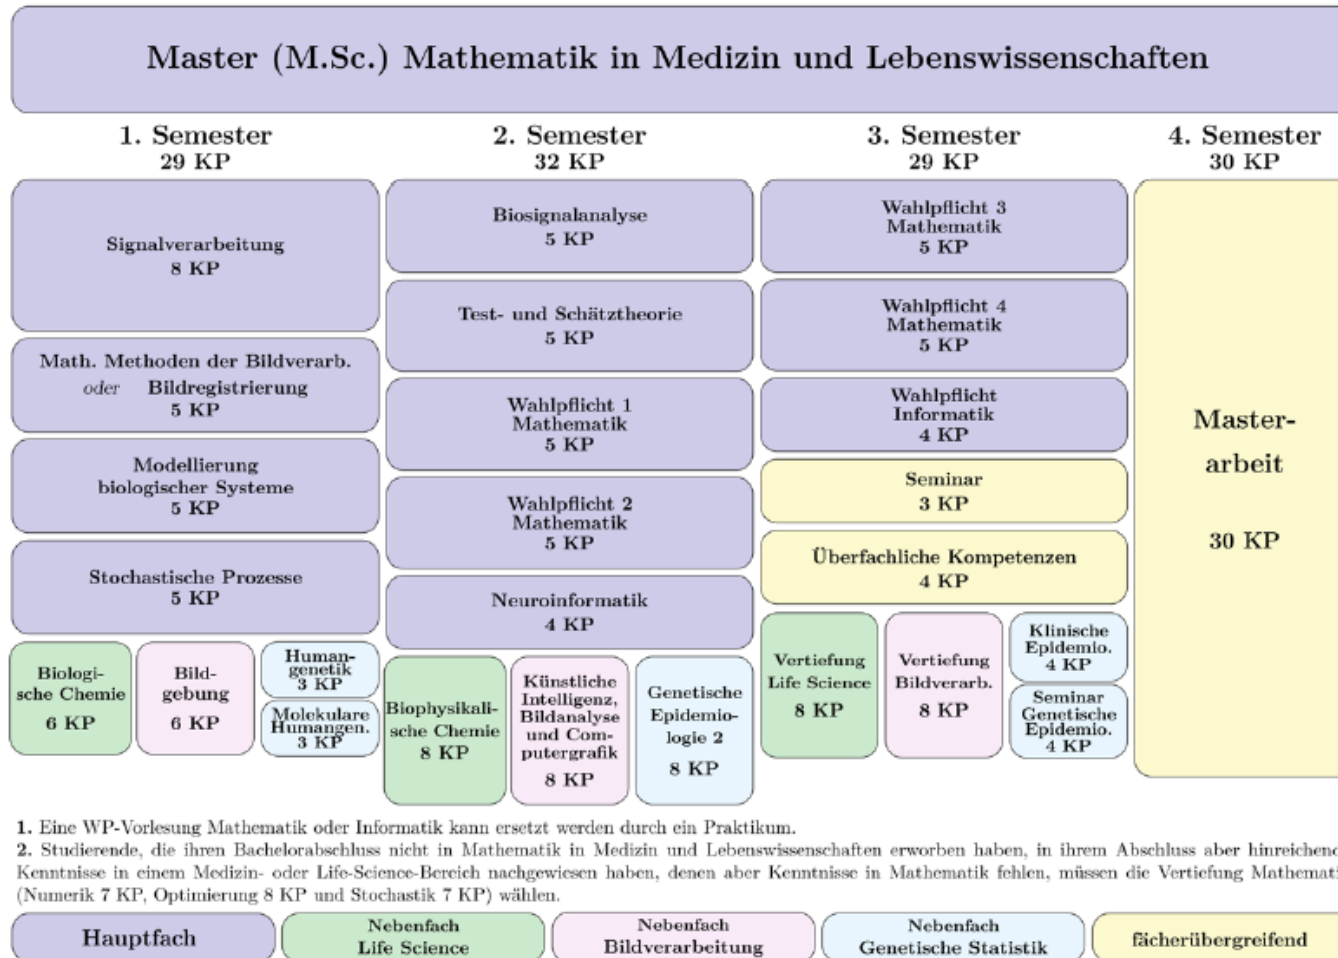 Master (M.Sc.) Mathematik in Medizin und Lebenswissenschaften
1. Semester
29 KP
Signalverarbeitung
8 KP
Math. Methoden der Bildverarb.
oder Bildregistrierung
5 KP
Modellierung
biologischer Systeme
5 KP
Stochastische Prozesse
5 KP
Biologi-
sche Chemie
6 KP
Bild-
gebung
6 KP
Human-
genetik
3 KP
Molekulare
Humangen.
3 KP
2. Semester
32 KP
Biosignalanalyse
5 KP
Test- und Schätztheorie
5 KP
Wahlpflicht 1
Mathematik
5 KP
Wahlpflicht 2
Mathematik
5 KP
Neuroinformatik
4 KP
Biophysikali-
sche Chemie
8 KP
Künstliche
Intelligenz,
Bildanalyse
und Com-
putergrafik
8 KP
Genetische
Epidemio-
logie 2
8 KP
3. Semester
29 KP
Wahlpflicht 3
Mathematik
5 KP
Wahlpflicht 4
Mathematik
5 KP
Wahlpflicht
Informatik
4 KP
Seminar
3 KP
Überfachliche Kompetenzen
4 KP
Vertiefung
Life Science
8 KP
Vertiefung
Bildverarb.
8 KP
Klinische
Epidemio.
4 KP
Seminar
Genetische
Epidemio.
4 KP
4. Semester
30 KP
Master-
arbeit
30 KP
1. Eine WP-Vorlesung Mathematik oder Informatik kann ersetzt werden durch ein Praktikum.
2. Studierende, die ihren Bachelorabschluss nicht in Mathematik in Medizin und Lebenswissenschaften erworben haben, in ihrem Abschluss aber hinreichend
Kenntnisse in einem Medizin- oder Life-Science-Bereich nachgewiesen haben, denen aber Kenntnisse in Mathematik fehlen, müssen die Vertiefung Mathemati
(Numerik 7 KP, Optimierung 8 KP und Stochastik 7 KP) wählen.
Hauptfach
Nebenfach
Life Science
Nebenfach
Bildverarbeitung
Nebenfach
Genetische Statistik
fächerübergreifend